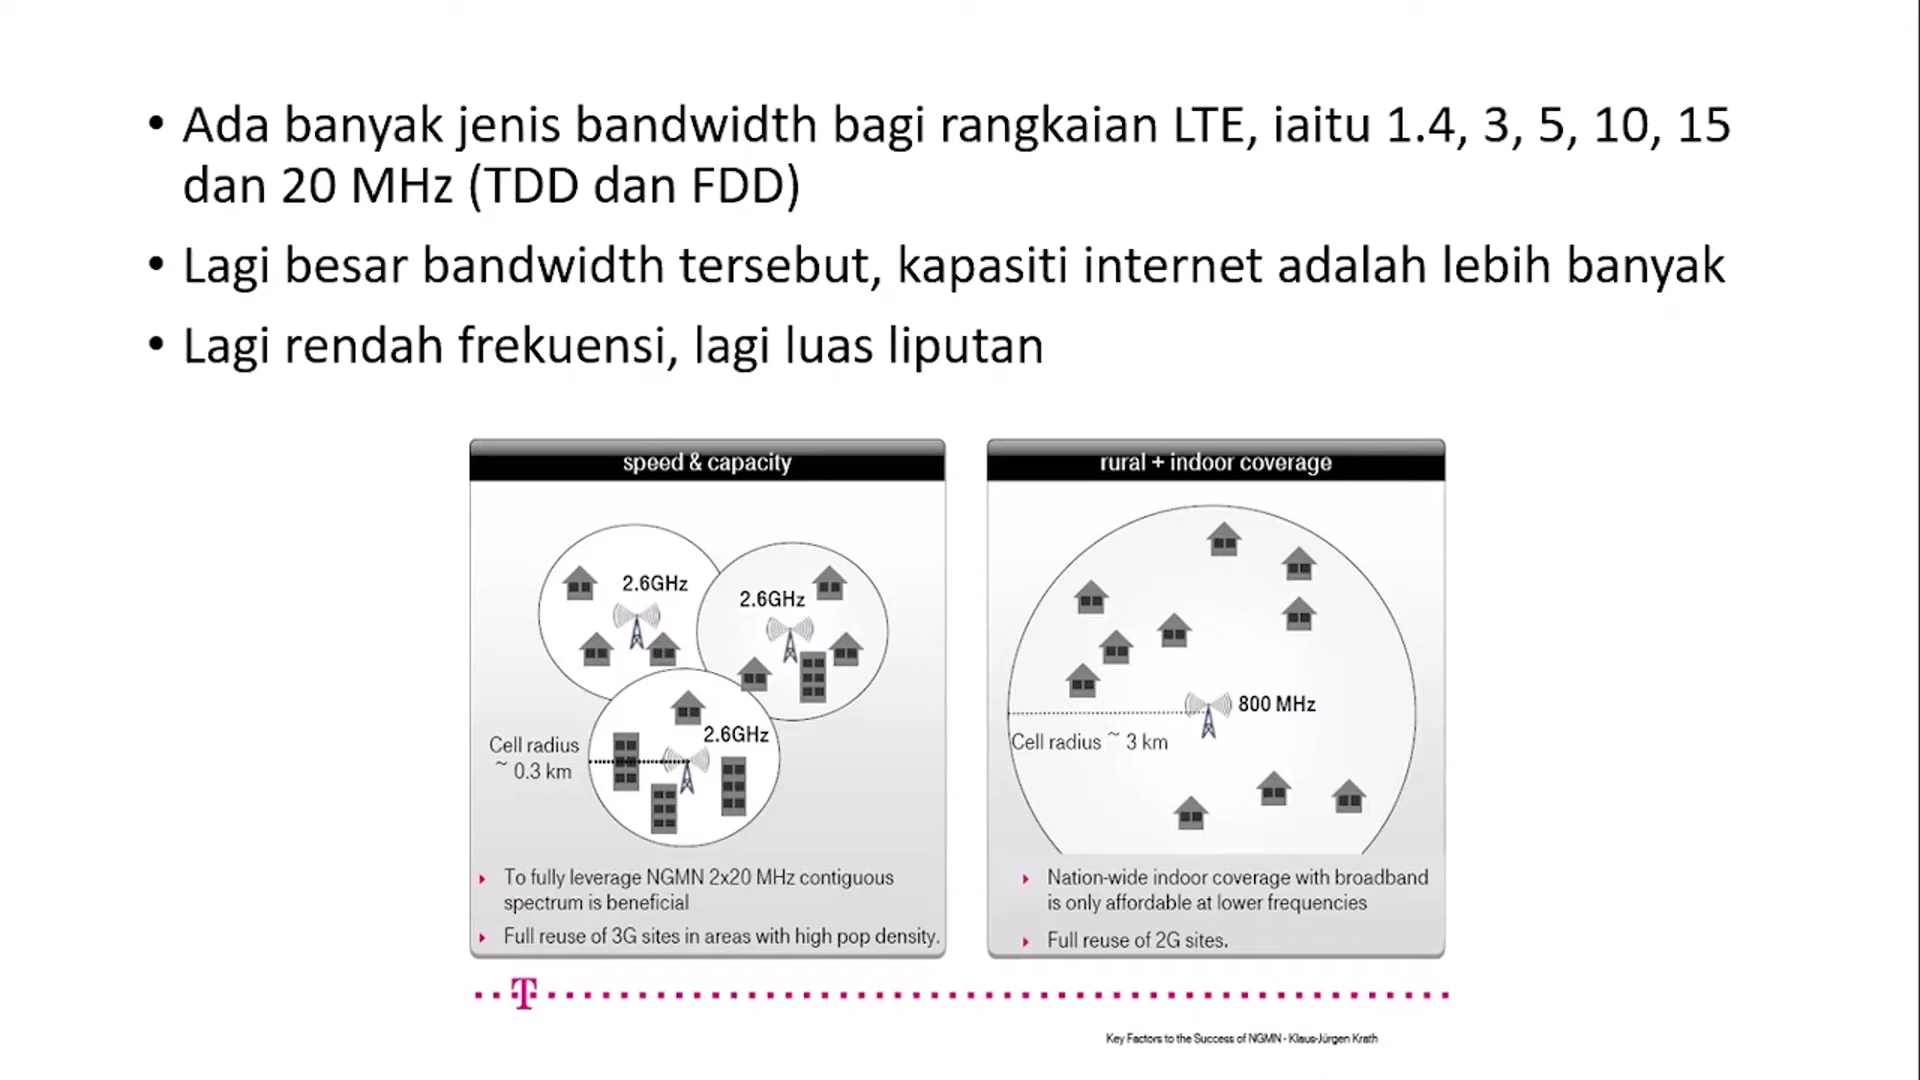 • Ada banyak jenis bandwidth bagi rangkaian LTE, iaitu 1.4, 3, 5, 10, 15
dan 20 MHz (TDD dan FDD)
• Lagi besar bandwidth tersebut, kapasiti internet adalah lebih banyak
• Lagi rendah frekuensi, lagi luas liputan
speed & capacity
2.6GHz
2.6GHz
2.6GHz
Cell radius
~ 0.3 km
To fully leverage NGMN 2x20 MHz contiguous
spectrum is beneficial
Full reuse of 3G sites in areas with high pop density.
rural + indoor coverage
800 MHz
Cell radius ~ 3 km
Nation-wide indoor coverage with broadband
is only affordable at lower frequencies
Full reuse of 2G sites.
T
Key Factors to the Success of NGMN - Klaus-Jürgen Krath